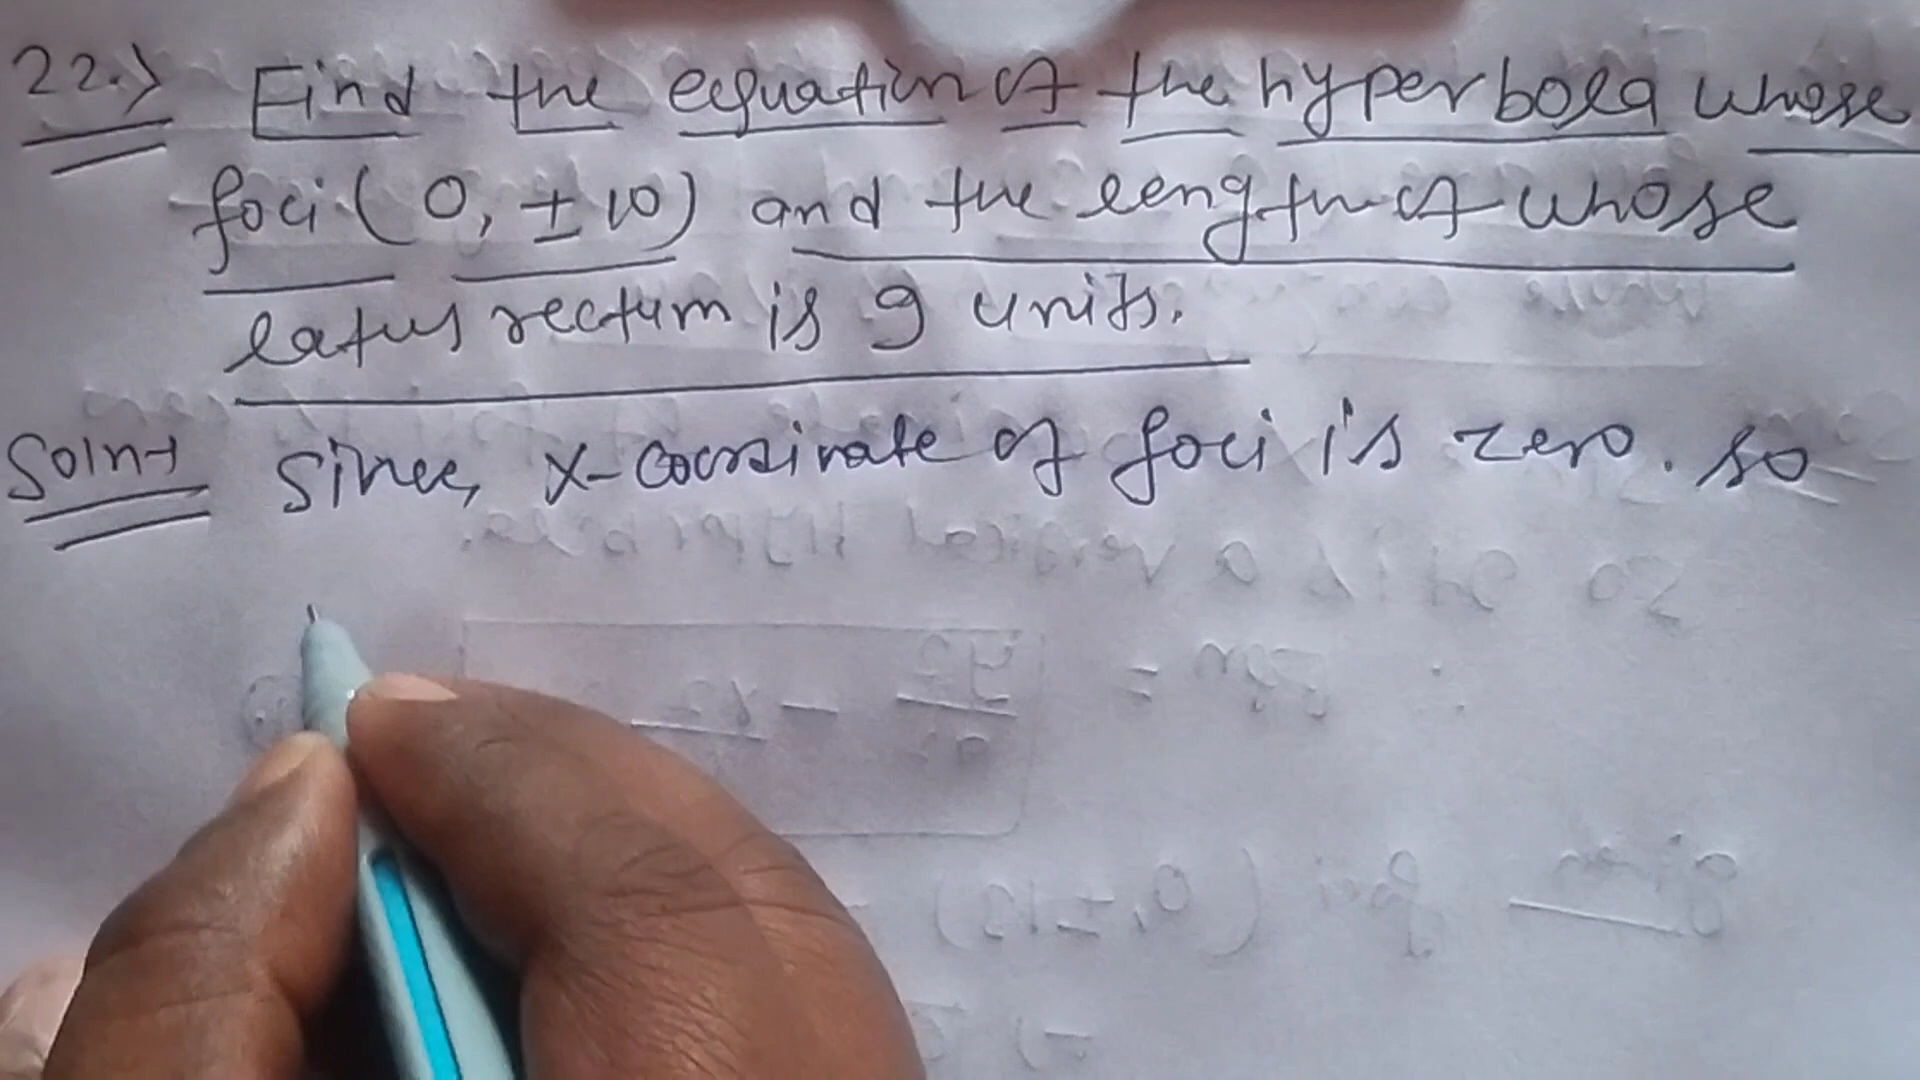 22.) Find the equation of the hyperbola whose
foci (0, ±10) and the length of whose
latus rectum is 9 units.
Soln→ Since, x-coordinate of foci is zero. so